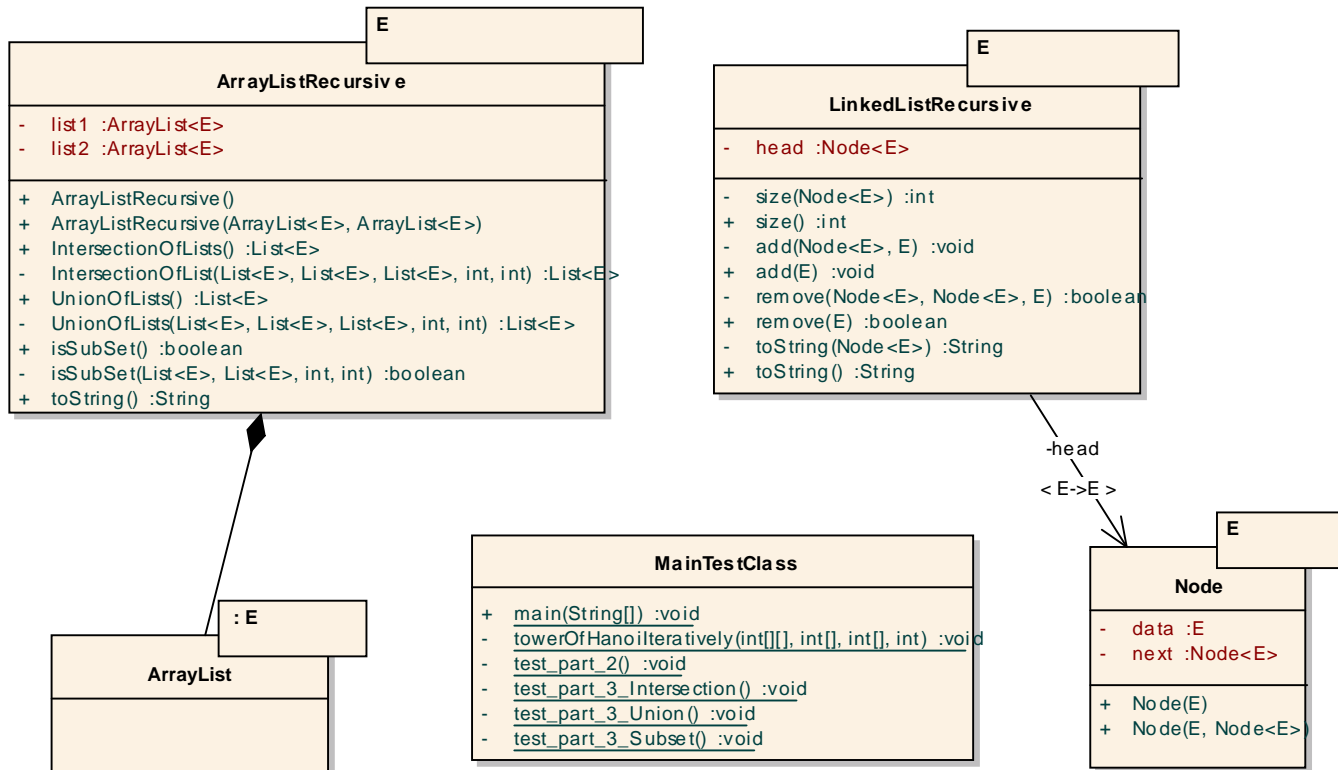 E
ArrayListRecursive
- list1 :ArrayList<E>
- list2 :ArrayList<E>
+ ArrayListRecursive()
+ ArrayListRecursive(ArrayList<E>, ArrayList<E>)
+ IntersectionOfLists() :List<E>
- IntersectionOfList(List<E>, List<E>, List<E>, int, int) :List<E>
+ UnionOfLists() :List<E>
- UnionOfLists(List<E>, List<E>, List<E>, int, int) :List<E>
+ isSubSet() :boolean
- isSubSet(List<E>, List<E>, int, int) :boolean
+ toString() :String
E
LinkedListRecursive
- head :Node<E>
- size(Node<E>) :int
+ size() :int
- add(Node<E>, E) :void
+ add(E) :void
- remove(Node<E>, Node<E>, E) :boolean
+ remove(E) :boolean
- toString(Node<E>) :String
+ toString() :String
-head
< E->E >
: E
ArrayList
MainTestClass
+ main(String[]) :void
- towerOfHanoiIteratively(int[][], int[], int[], int) :void
- test_part_2() :void
- test_part_3_Intersection() :void
- test_part_3_Union() :void
- test_part_3_Subset() :void
E
Node
- data :E
- next :Node<E>
+ Node(E)
+ Node(E, Node<E>)